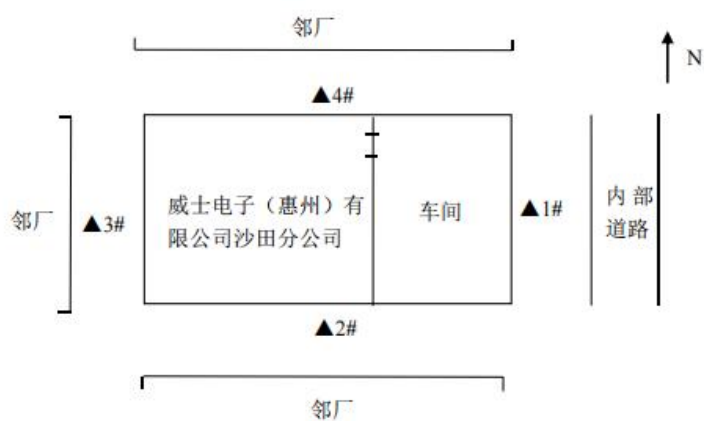 邻厂
N
▲4#
威士电子（惠州）有
限公司沙田分公司
车间
▲1#
内部
道路
邻厂
▲3#
▲2#
邻厂